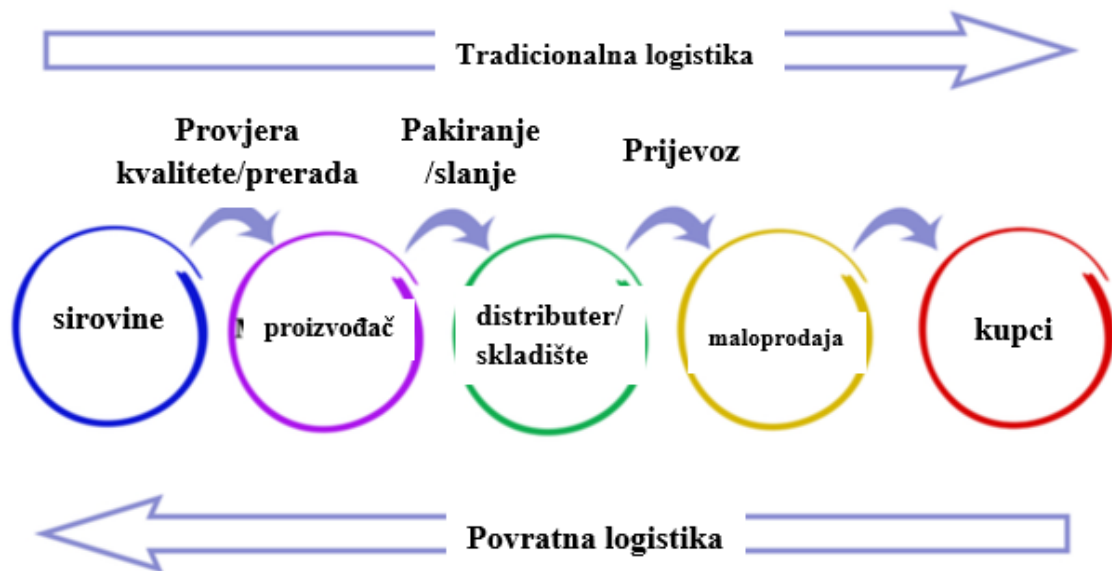 Tradicionalna logistika
Provjera
kvalitete/prerada
Pakiranje
/slanje
Prijevoz
sirovine
proizvođač
distributer/
skladište
maloprodaja
kupci
Povratna logistika